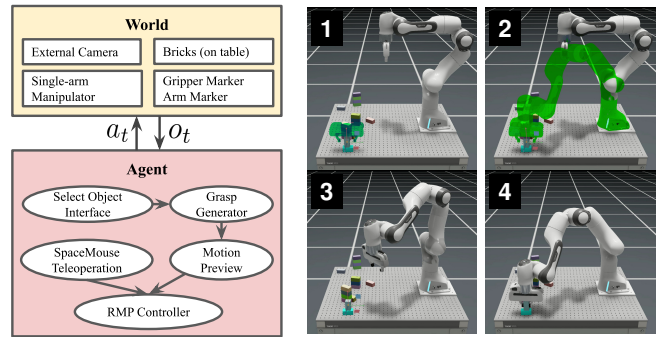 World
External Camera
Bricks (on table)
Single-arm
Manipulator
Gripper Marker
Arm Marker
a_t
o_t
Agent
Select Object
Interface
Grasp
Generator
SpaceMouse
Teleoperation
Motion
Preview
RMP Controller
1
2
3
4